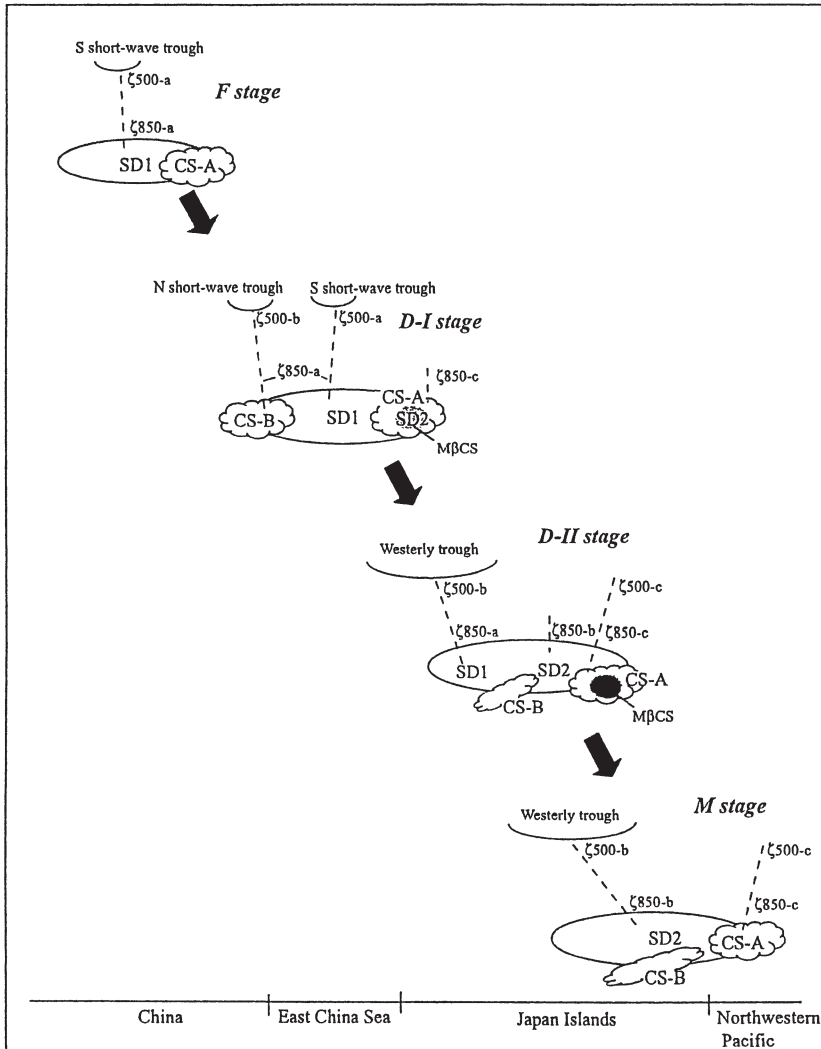 S short-wave trough
ζ500-a
F stage
ζ850-a
SD1
CS-A
N short-wave trough
S short-wave trough
ζ500-b
ζ500-a
D-I stage
ζ850-a
ζ850-c
CS-A
CS-B
SD1
SD2
MβCS
D-II stage
Westerly trough
ζ500-b
ζ500-c
ζ850-a
ζ850-b
ζ850-c
SD1
SD2
CS-A
CS-B
MβCS
M stage
Westerly trough
ζ500-b
ζ500-c
ζ850-b
ζ850-c
SD2
CS-A
CS-B
China
East China Sea
Japan Islands
Northwestern
Pacific